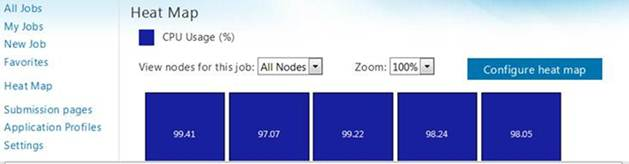 All Jobs
My Jobs
New Job
Favorites
Heat Map
Submission pages
Application Profiles
Settings
Heat Map
CPU Usage (%)
View nodes for this job: All Nodes Zoom: 100% Configure heat map
99.41 97.07 99.22 98.24 98.05